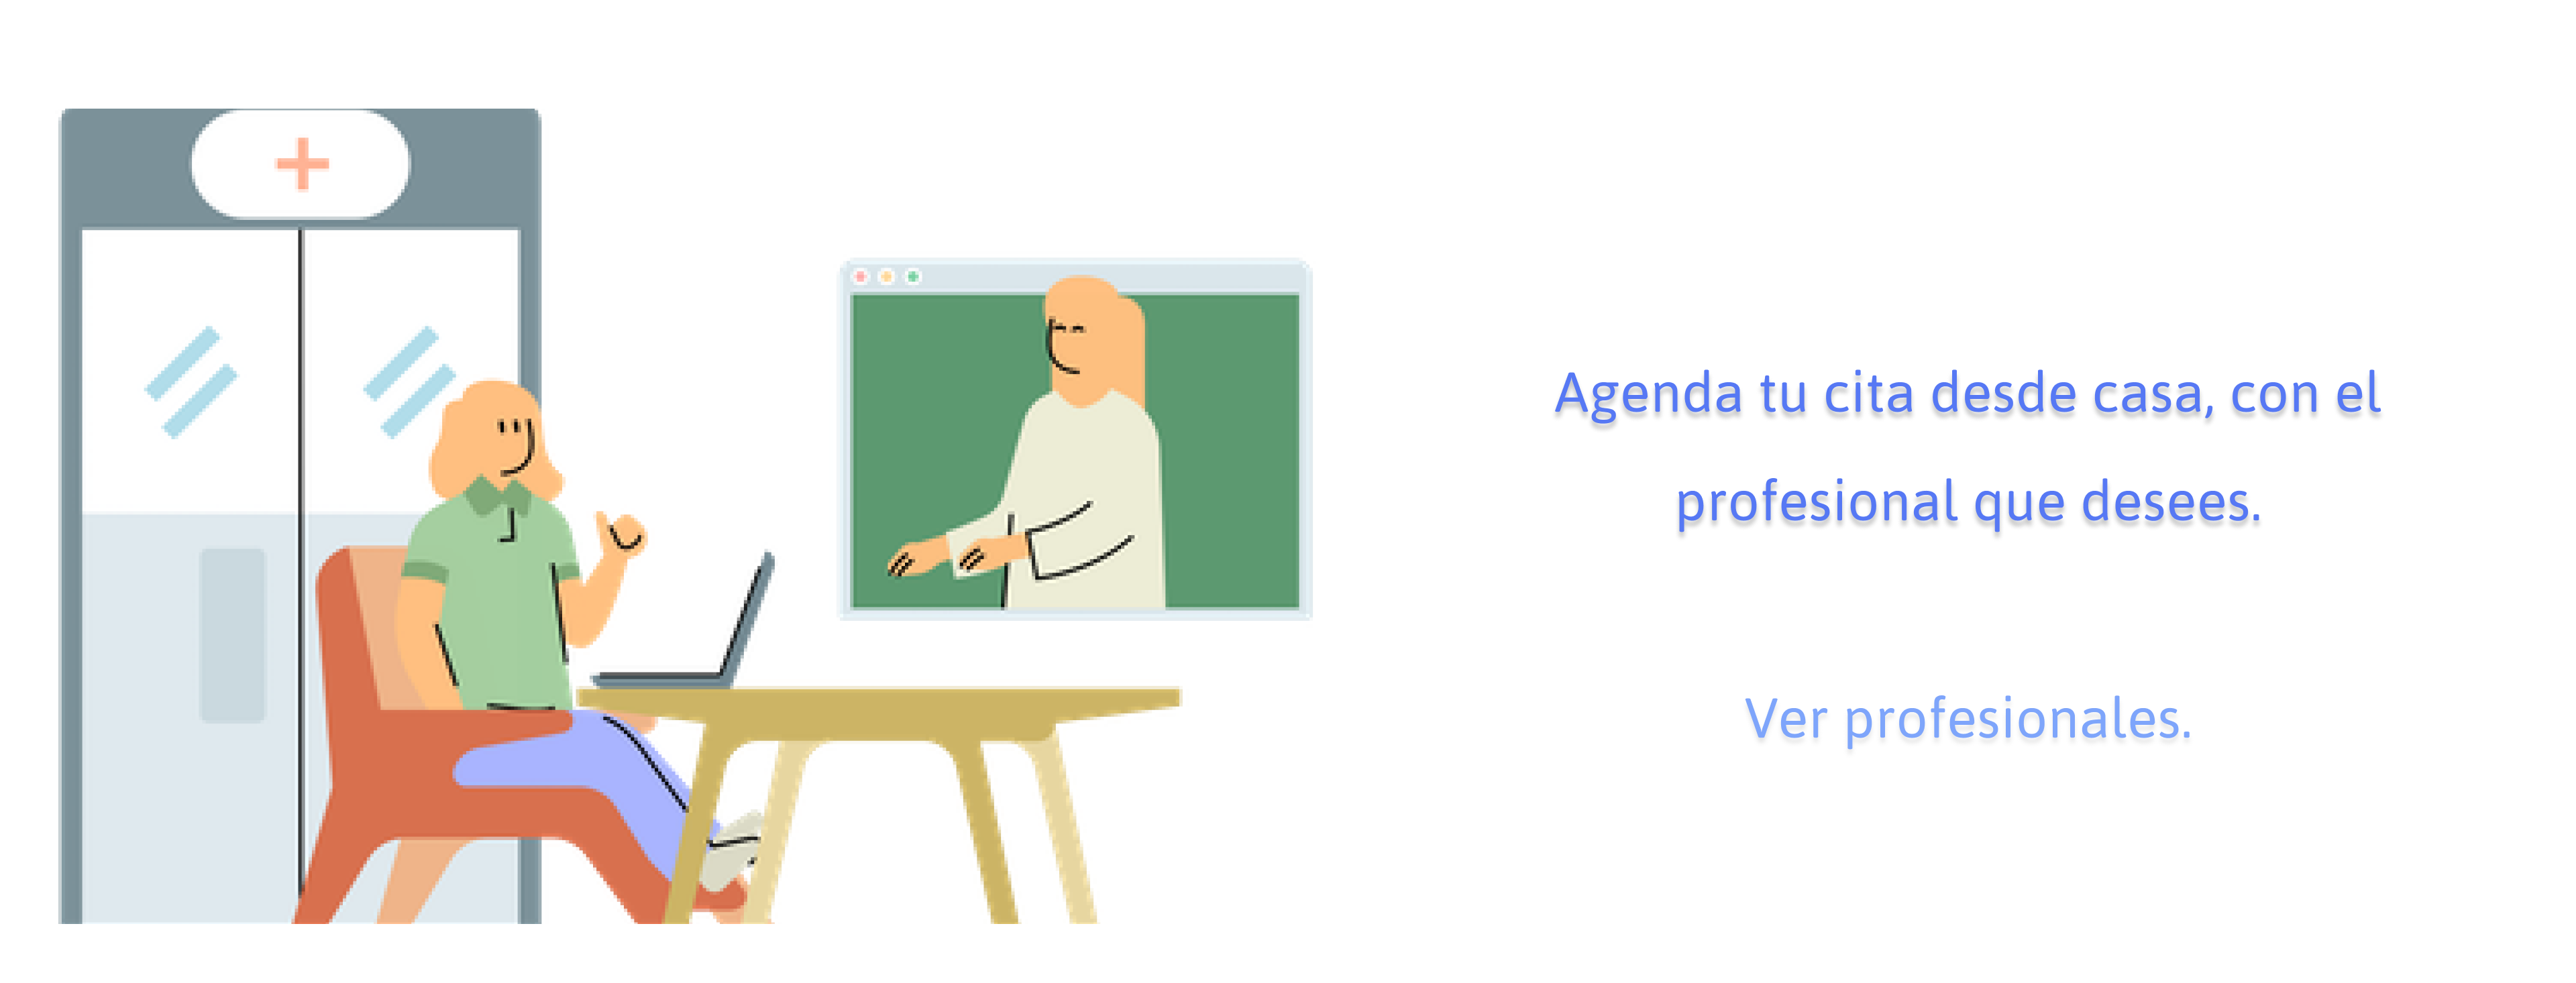 Agenda tu cita desde casa, con el
profesional que desees.
Ver profesionales.